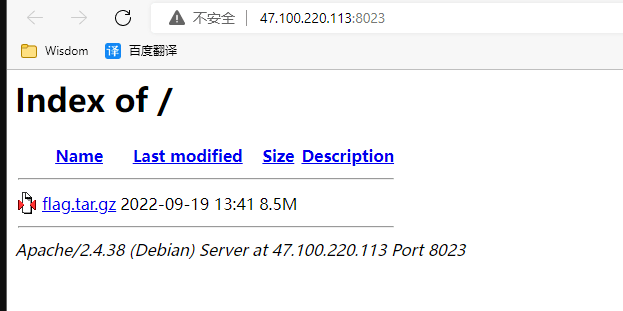 不安全 47.100.220.113:8023
Wisdom 译 百度翻译
Index of /
Name Last modified Size Description
flag.tar.gz 2022-09-19 13:41 8.5M
Apache/2.4.38 (Debian) Server at 47.100.220.113 Port 8023